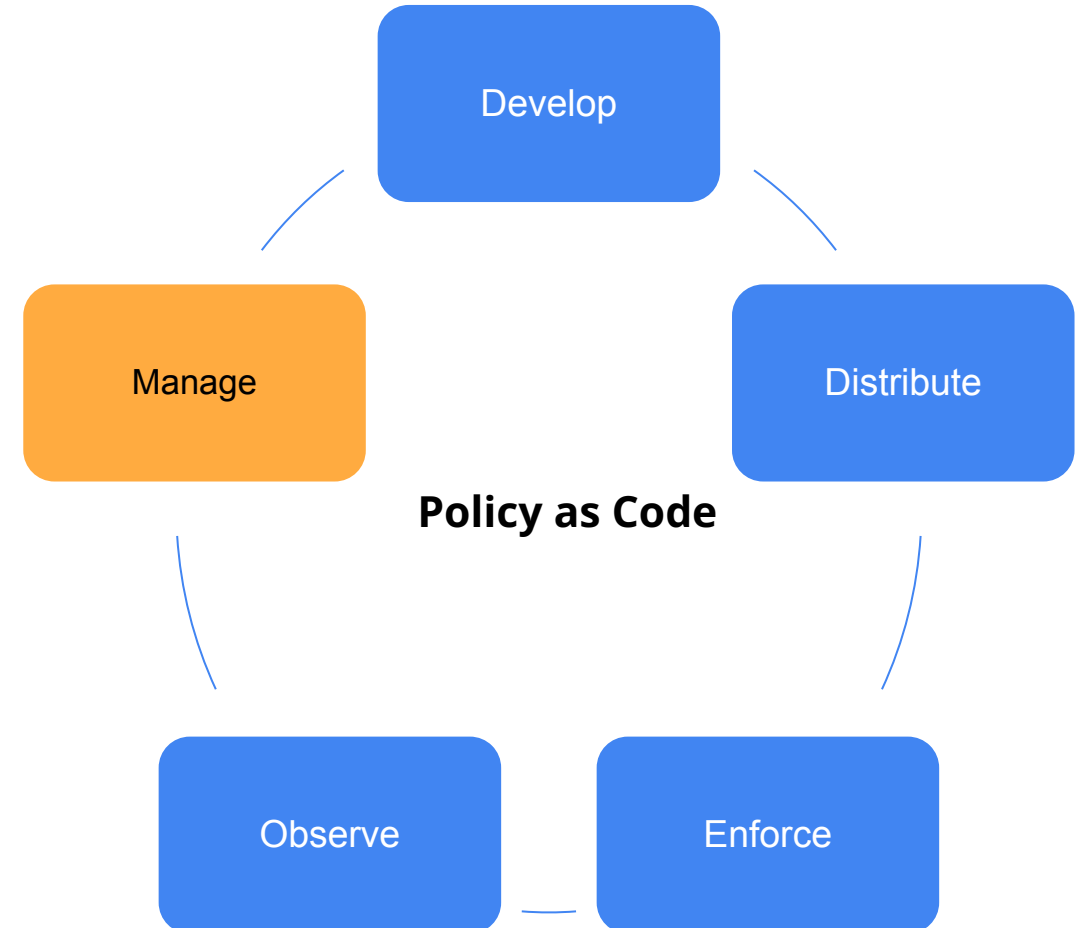 Develop
Manage
Distribute
Policy as Code
Observe
Enforce